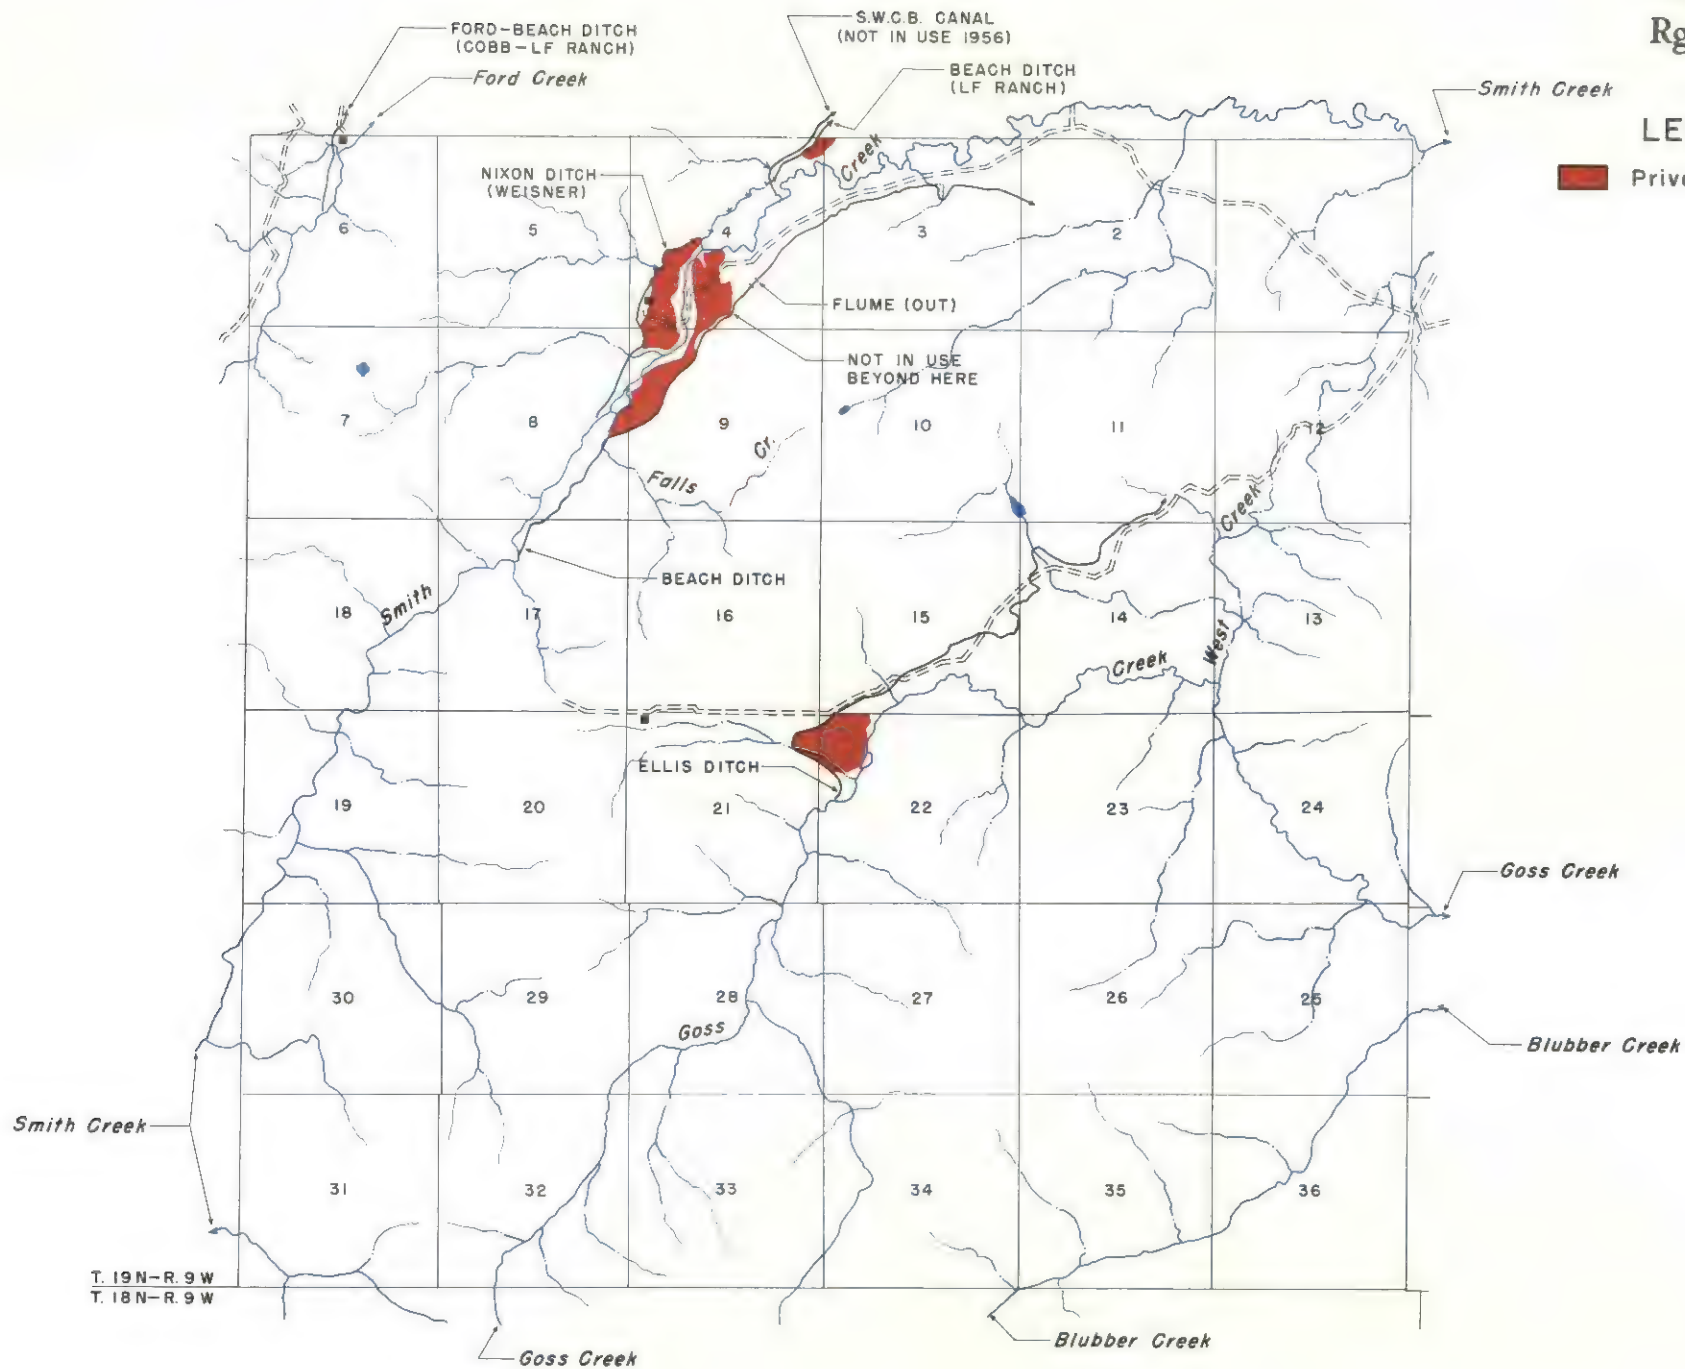 FORD-BEACH DITCH
(COBB-LF RANCH)
Ford Creek
S.W.C.B. CANAL
(NOT IN USE 1956)
BEACH DITCH
(LF RANCH)
Smith Creek
Rg
LE
Priv
NIXON DITCH
(WEISNER)
Creek
6
5
4
3
2
FLUME (OUT)
NOT IN USE
BEYOND HERE
7
8
9
10
11
12
Falls
Cr.
Creek
BEACH DITCH
Smith
18
17
16
15
14
13
West
Creek
ELLIS DITCH
19
20
21
22
23
24
Goss Creek
30
29
28
27
26
25
Goss
Blubber Creek
Smith Creek
31
32
33
34
35
36
T. 19N-R. 9W
T. 18N-R. 9W
Blubber Creek
Goss Creek